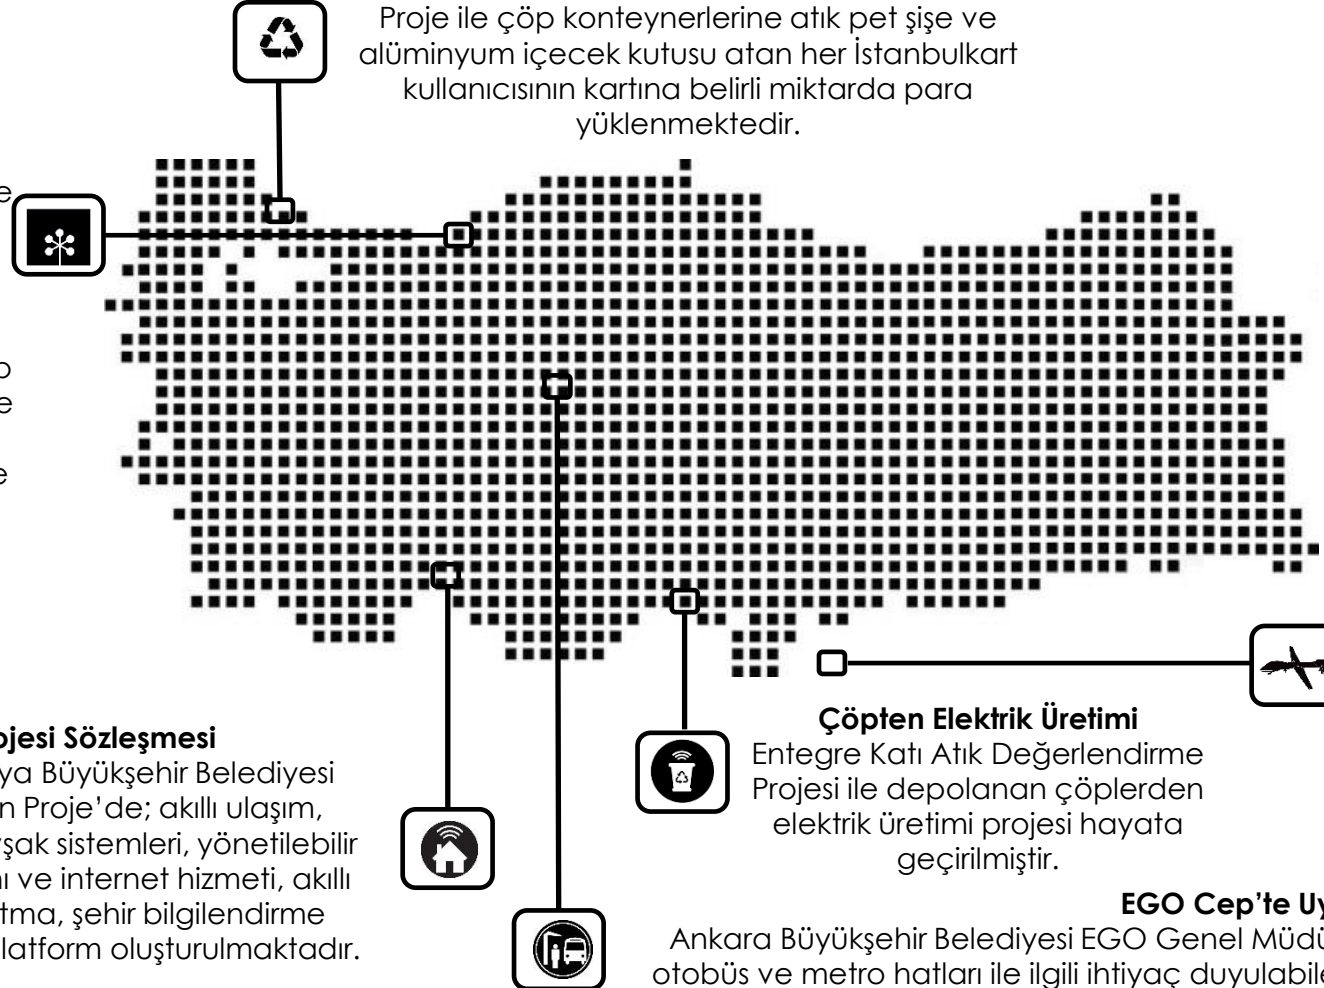 Proje ile çöp konteynerlerine atık pet şişe ve
alüminyum içecek kutusu atan her İstanbulkart
kullanıcısının kartına belirli miktarda para
yüklenmektedir.
Çöpten Elektrik Üretimi
Entegre Katı Atık Değerlendirme
Projesi ile depolanan çöplerden
elektrik üretimi projesi hayata
geçirilmiştir.
ojesi Sözleşmesi
ya Büyükşehir Belediyesi
n Proje’de; akıllı ulaşım,
vşak sistemleri, yönetilebilir
ı ve internet hizmeti, akıllı
tma, şehir bilgilendirme
latform oluşturulmaktadır.
EGO Cep’te Uy
Ankara Büyükşehir Belediyesi EGO Genel Müdü
otobüs ve metro hatları ile ilgili ihtiyaç duyulabile